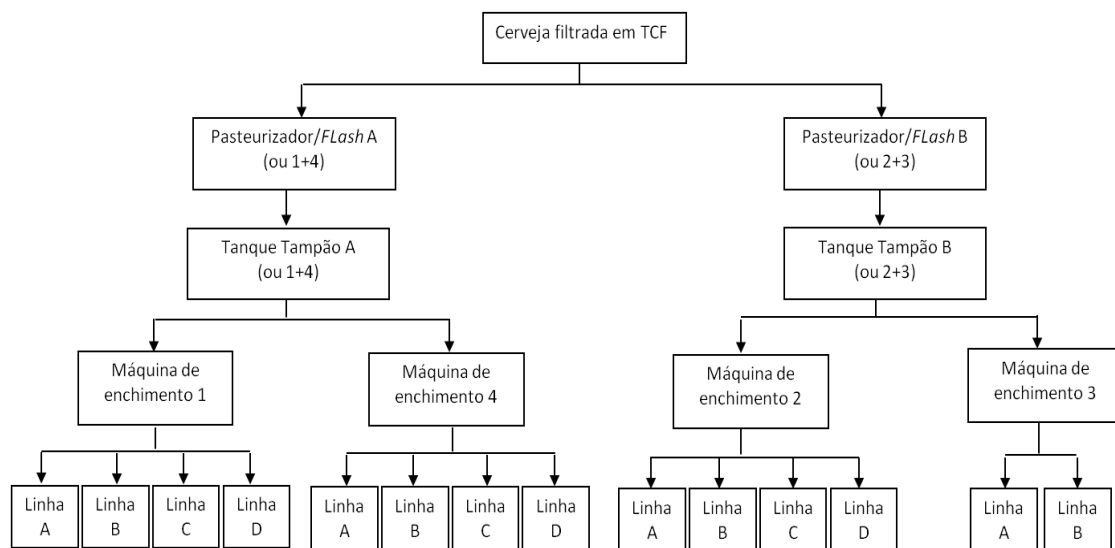 Cerveja filtrada em TCF
Pasteurizador/FLash A
(ou 1+4)
Pasteurizador/FLash B
(ou 2+3)
Tanque Tampão A
(ou 1+4)
Tanque Tampão B
(ou 2+3)
Máquina de
enchimento 1
Máquina de
enchimento 4
Máquina de
enchimento 2
Máquina de
enchimento 3
Linha
A
Linha
B
Linha
C
Linha
D
Linha
A
Linha
B
Linha
C
Linha
D
Linha
A
Linha
B
Linha
C
Linha
D
Linha
A
Linha
B